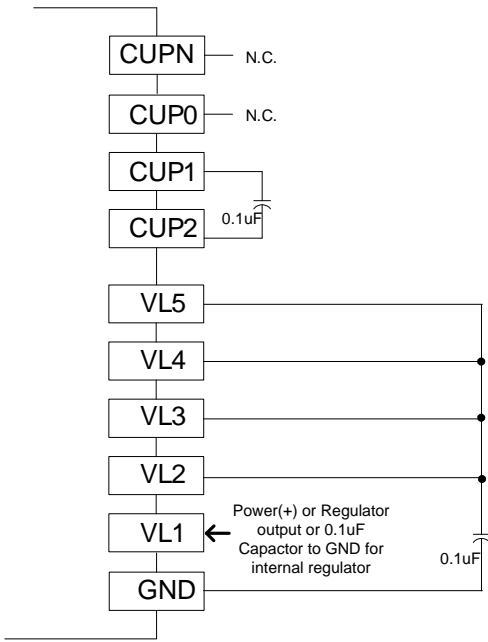 CUPN
N.C.
CUP0
N.C.
CUP1
0.1uF
CUP2
VL5
VL4
VL3
VL2
VL1
Power(+) or Regulator
output or 0.1uF
Capactor to GND for
internal regulator
0.1uF
GND